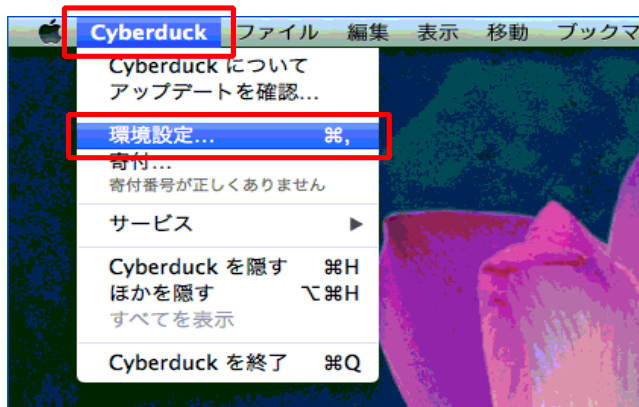 Cyberduck ファイル 編集 表示 移動 ブックマ
Cyberduck について
アップデートを確認...
環境設定... ⌘,
寄付...
寄付番号が正しくありません
サービス ▶
Cyberduck を隠す ⌘H
ほかを隠す ⌥⌘H
すべてを表示
Cyberduck を終了 ⌘Q